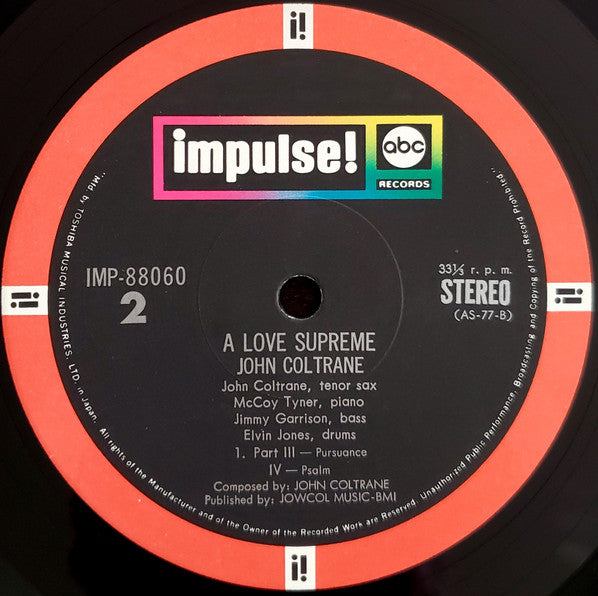 i!
impulse!
abc
RECORDS
IMP-88060
2
33⅓ r. p. m.
STEREO
(AS-77-B)
i!
i!
A LOVE SUPREME
JOHN COLTRANE
John Coltrane, tenor sax
McCoy Tyner, piano
Jimmy Garrison, bass
Elvin Jones, drums
1. Part III — Pursuance
IV — Psalm
Composed by: JOHN COLTRANE
Published by: JOWCOL MUSIC-BMI
"Mfd. by TOSHIBA MUSICAL INDUSTRIES. LTD. in Japan. All rights of the Manufacturer and of the Owner of the Recorded Work are Reserved. Unauthorized Public Performance. Broadcasting and Copying of the Record Prohibited"
i!